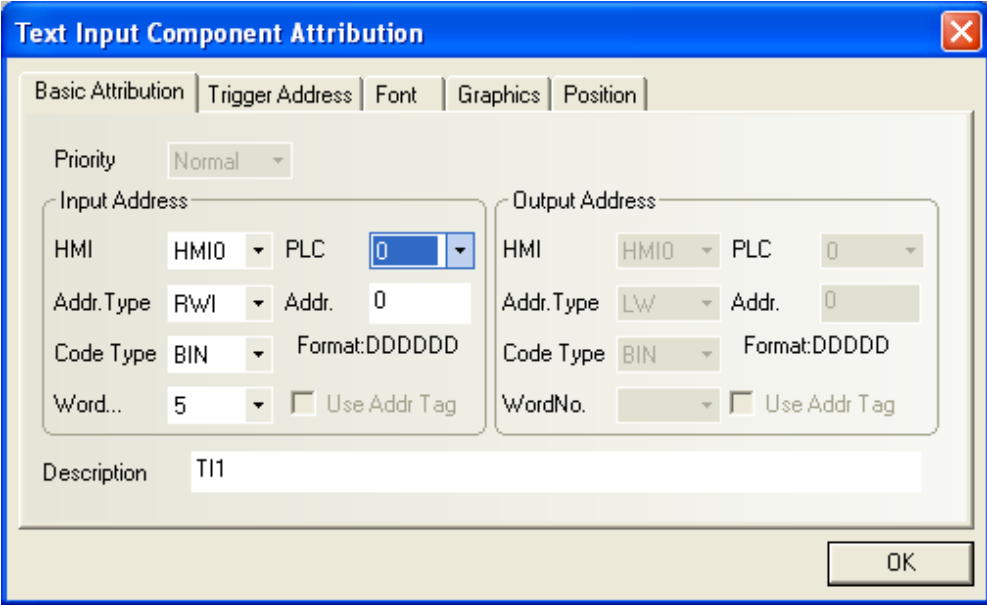 Text Input Component Attribution
Basic Attribution Trigger Address Font Graphics Position
Priority Normal
Input Address Output Address
HMI HMI0 PLC 0 HMI HMI0 PLC 0
Addr.Type RWI Addr. 0 Addr.Type LW Addr. 0
Code Type BIN Format:DDDDDD Code Type BIN Format:DDDDD
Word... 5 Use Addr Tag WordNo. Use Addr Tag
Description TI1
OK